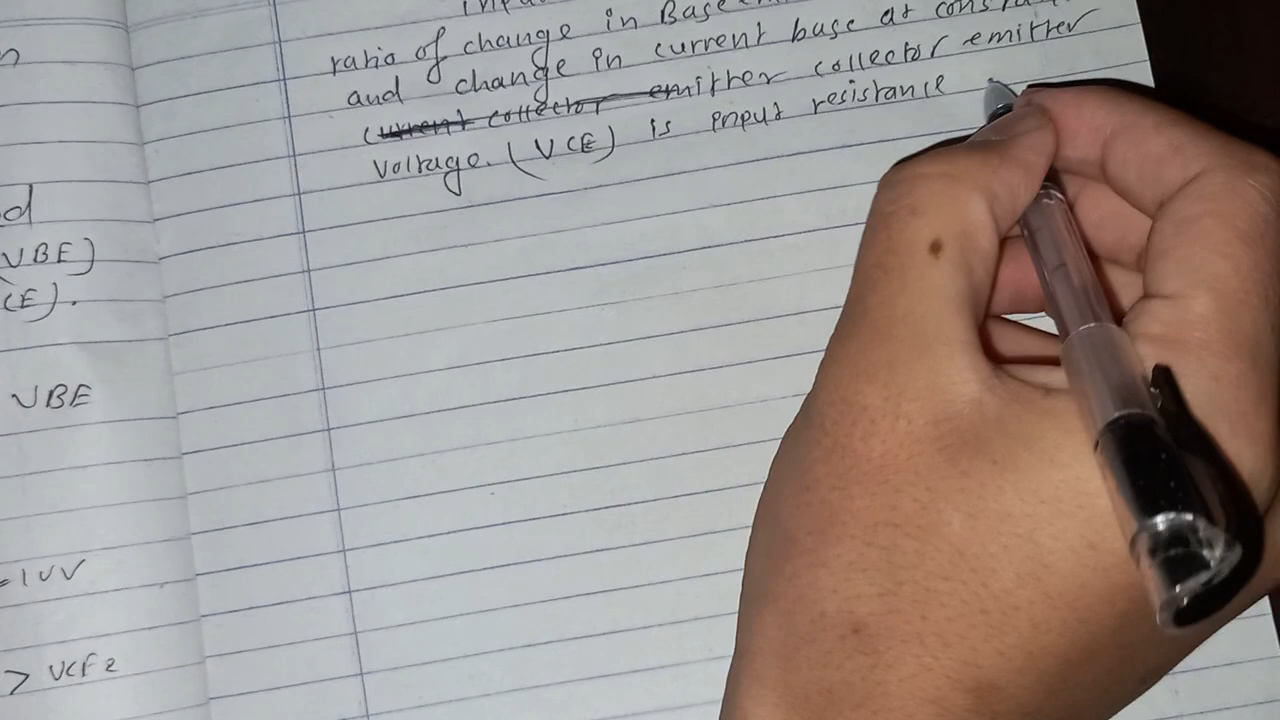 ratio of change in Base
and change in current base at
current collector emitter collector emitter
voltage. (VCE) is input resistance
d
VBE)
CE).
VBE
=10V
> VCE2